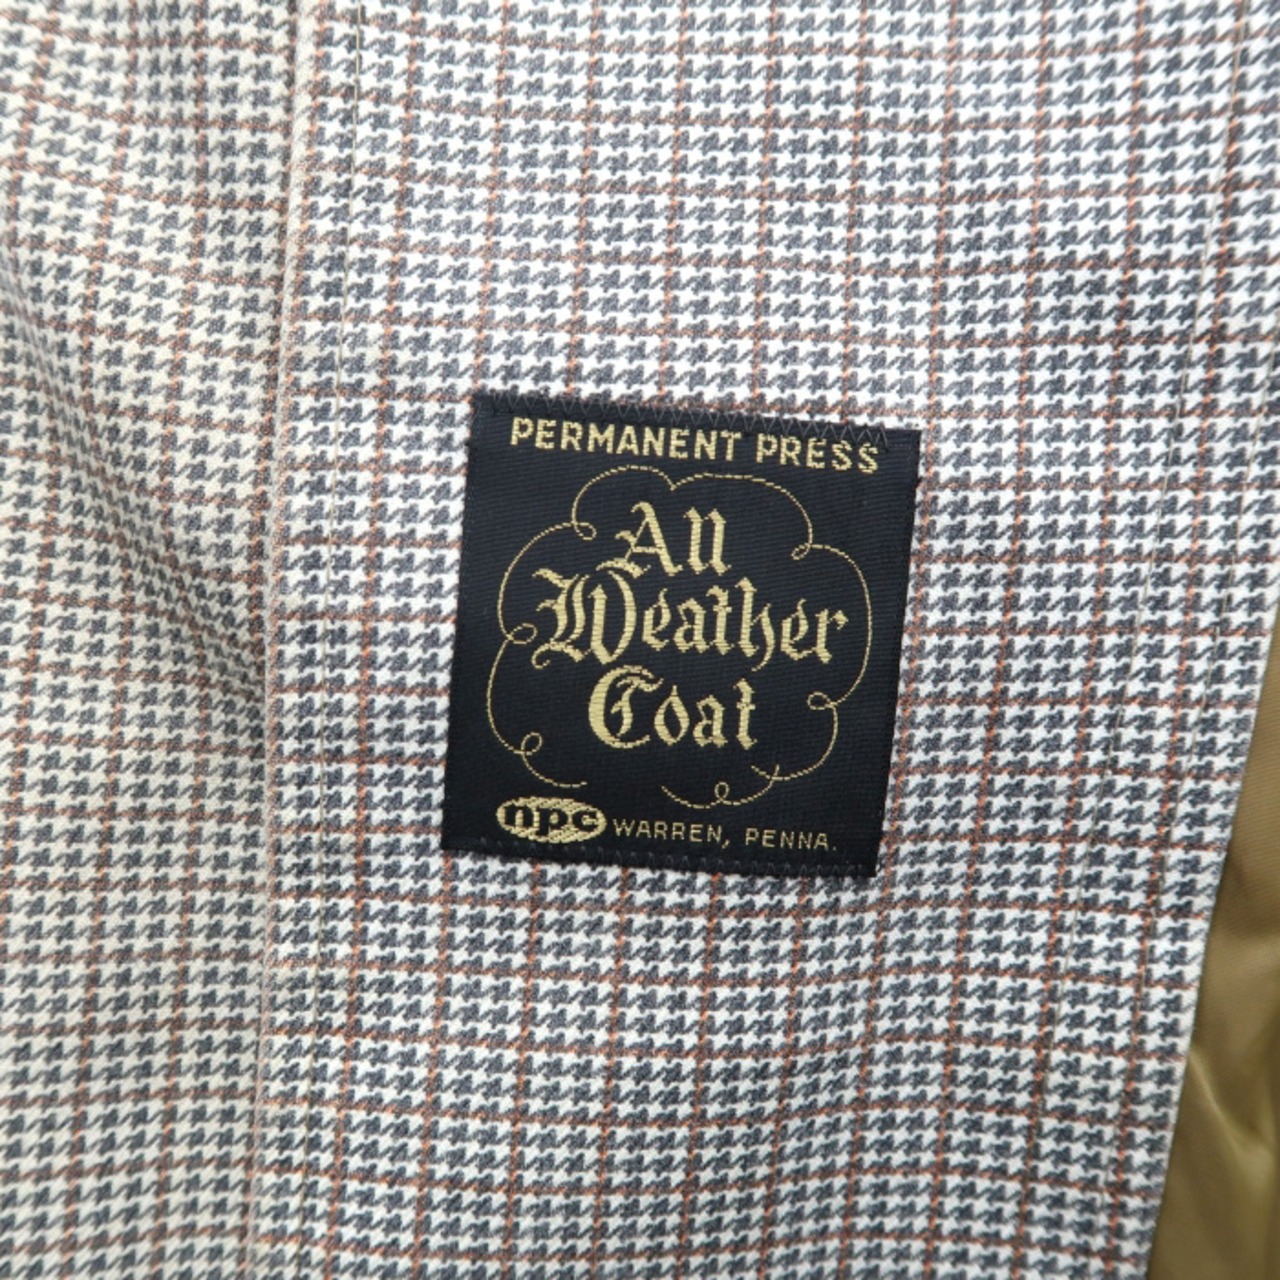 PERMANENT PRESS
All
Weather
Coat
npc WARREN, PENNA.